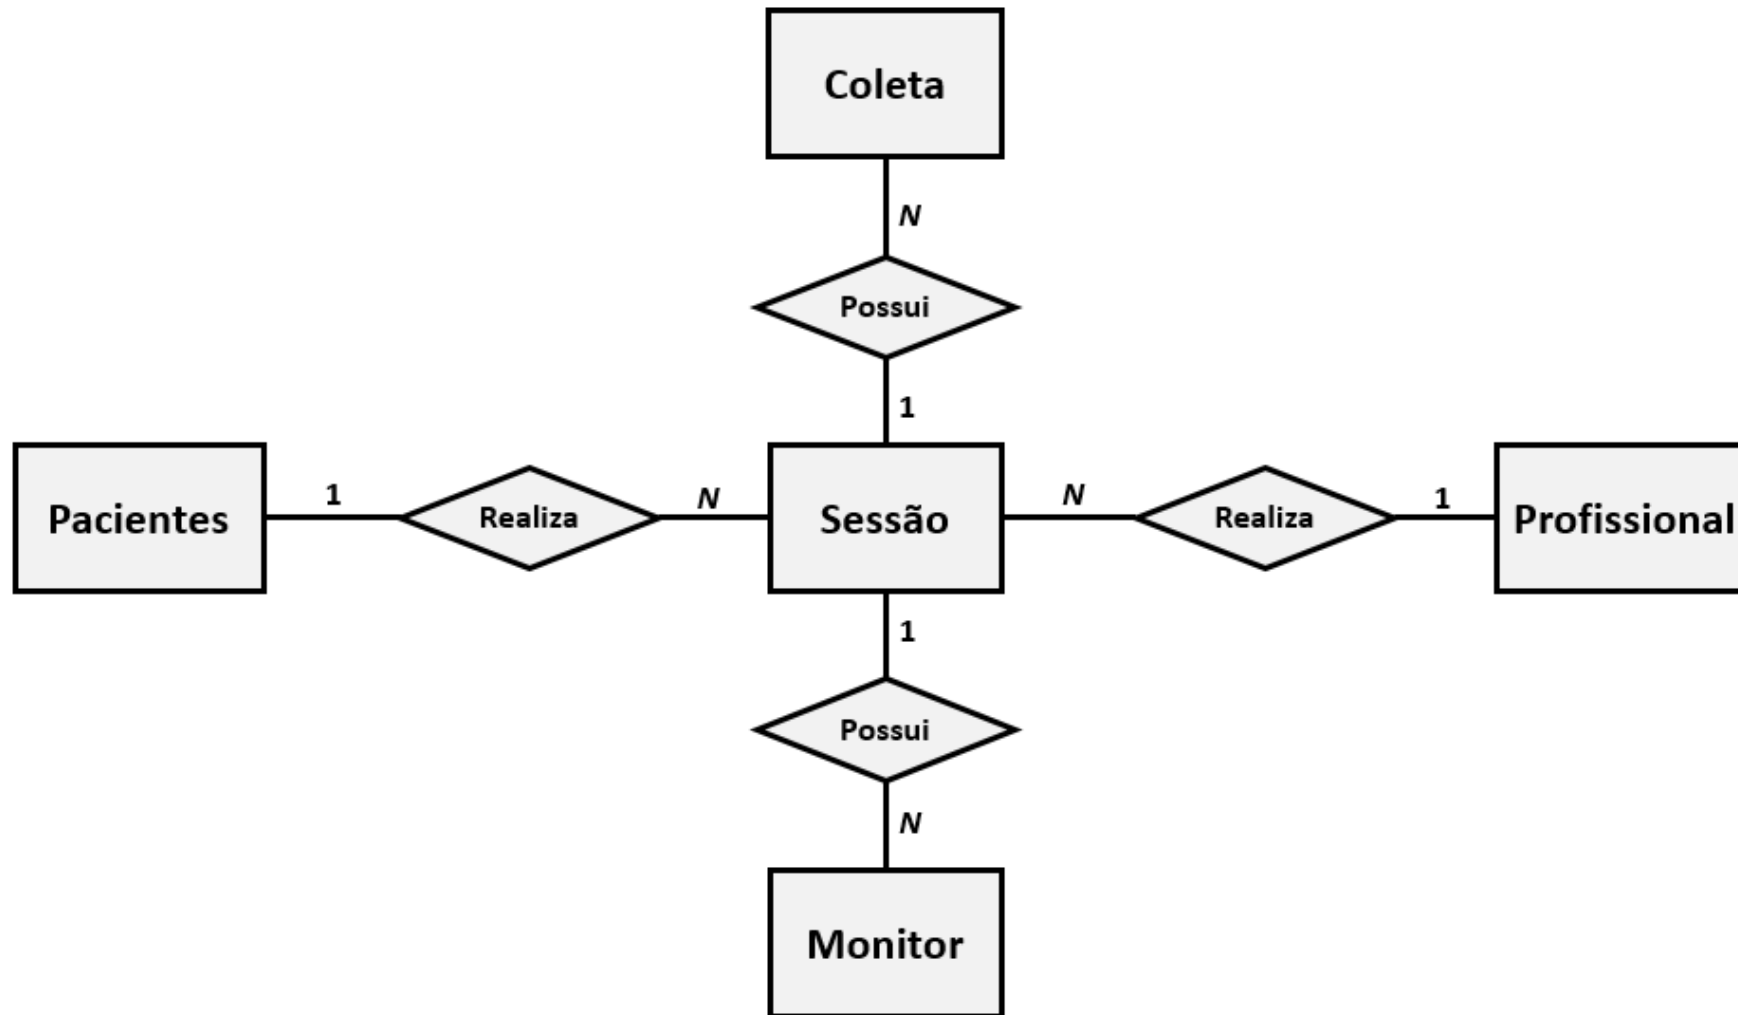 Coleta
N
Possui
1
Pacientes
1
Realiza
N
Sessão
N
Realiza
1
Profissional
1
Possui
N
Monitor